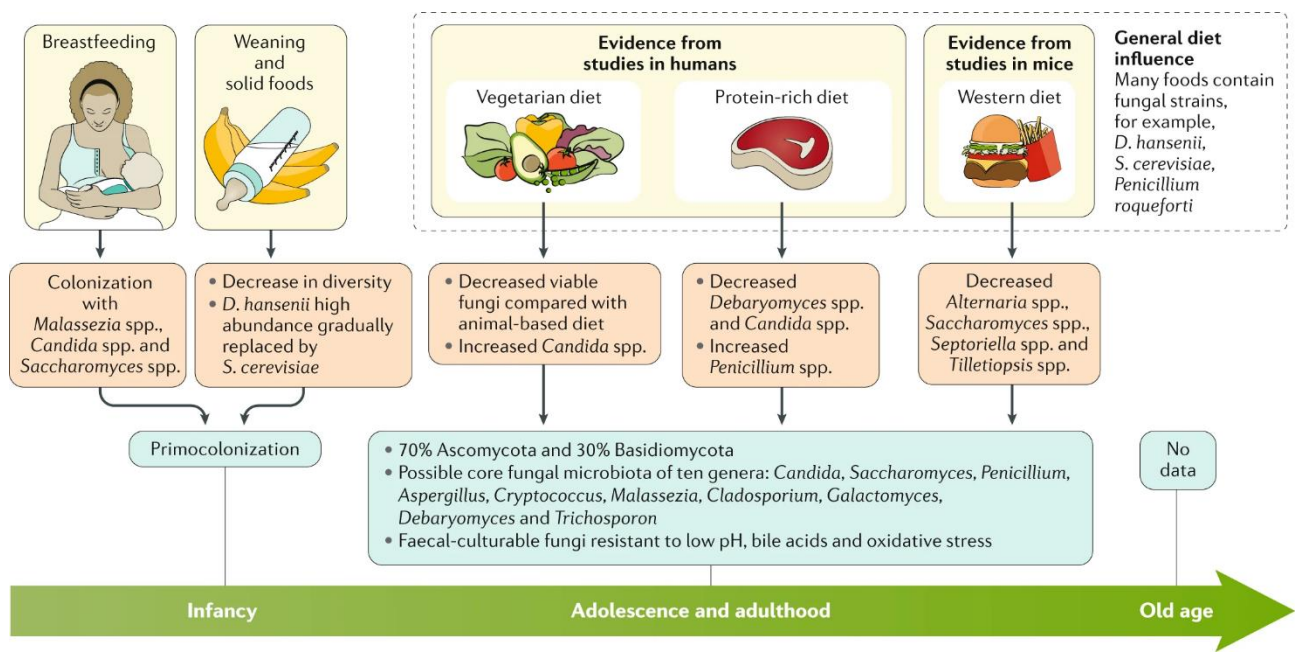 Breastfeeding
Weaning
and
solid foods
Evidence from
studies in humans
Vegetarian diet
Protein-rich diet
Evidence from
studies in mice
Western diet
General diet
influence
Many foods contain
fungal strains,
for example,
D. hansenii,
S. cerevisiae,
Penicillium
roqueforti
Colonization
with
Malassezia spp.,
Candida spp. and
Saccharomyces spp.
• Decrease in diversity
• D. hansenii high
abundance gradually
replaced by
S. cerevisiae
• Decreased viable
fungi compared with
animal-based diet
• Increased Candida spp.
• Decreased
Debaryomyces spp.
and Candida spp.
• Increased
Penicillium spp.
Decreased
Alternaria spp.,
Saccharomyces spp.,
Septoriella spp. and
Tilletiopsis spp.
Primocolonization
• 70% Ascomycota and 30% Basidiomycota
• Possible core fungal microbiota of ten genera: Candida, Saccharomyces, Penicillium,
Aspergillus, Cryptococcus, Malassezia, Cladosporium, Galactomyces,
Debaryomyces and Trichosporon
• Faecal-culturable fungi resistant to low pH, bile acids and oxidative stress
No
data
Infancy
Adolescence and adulthood
Old age